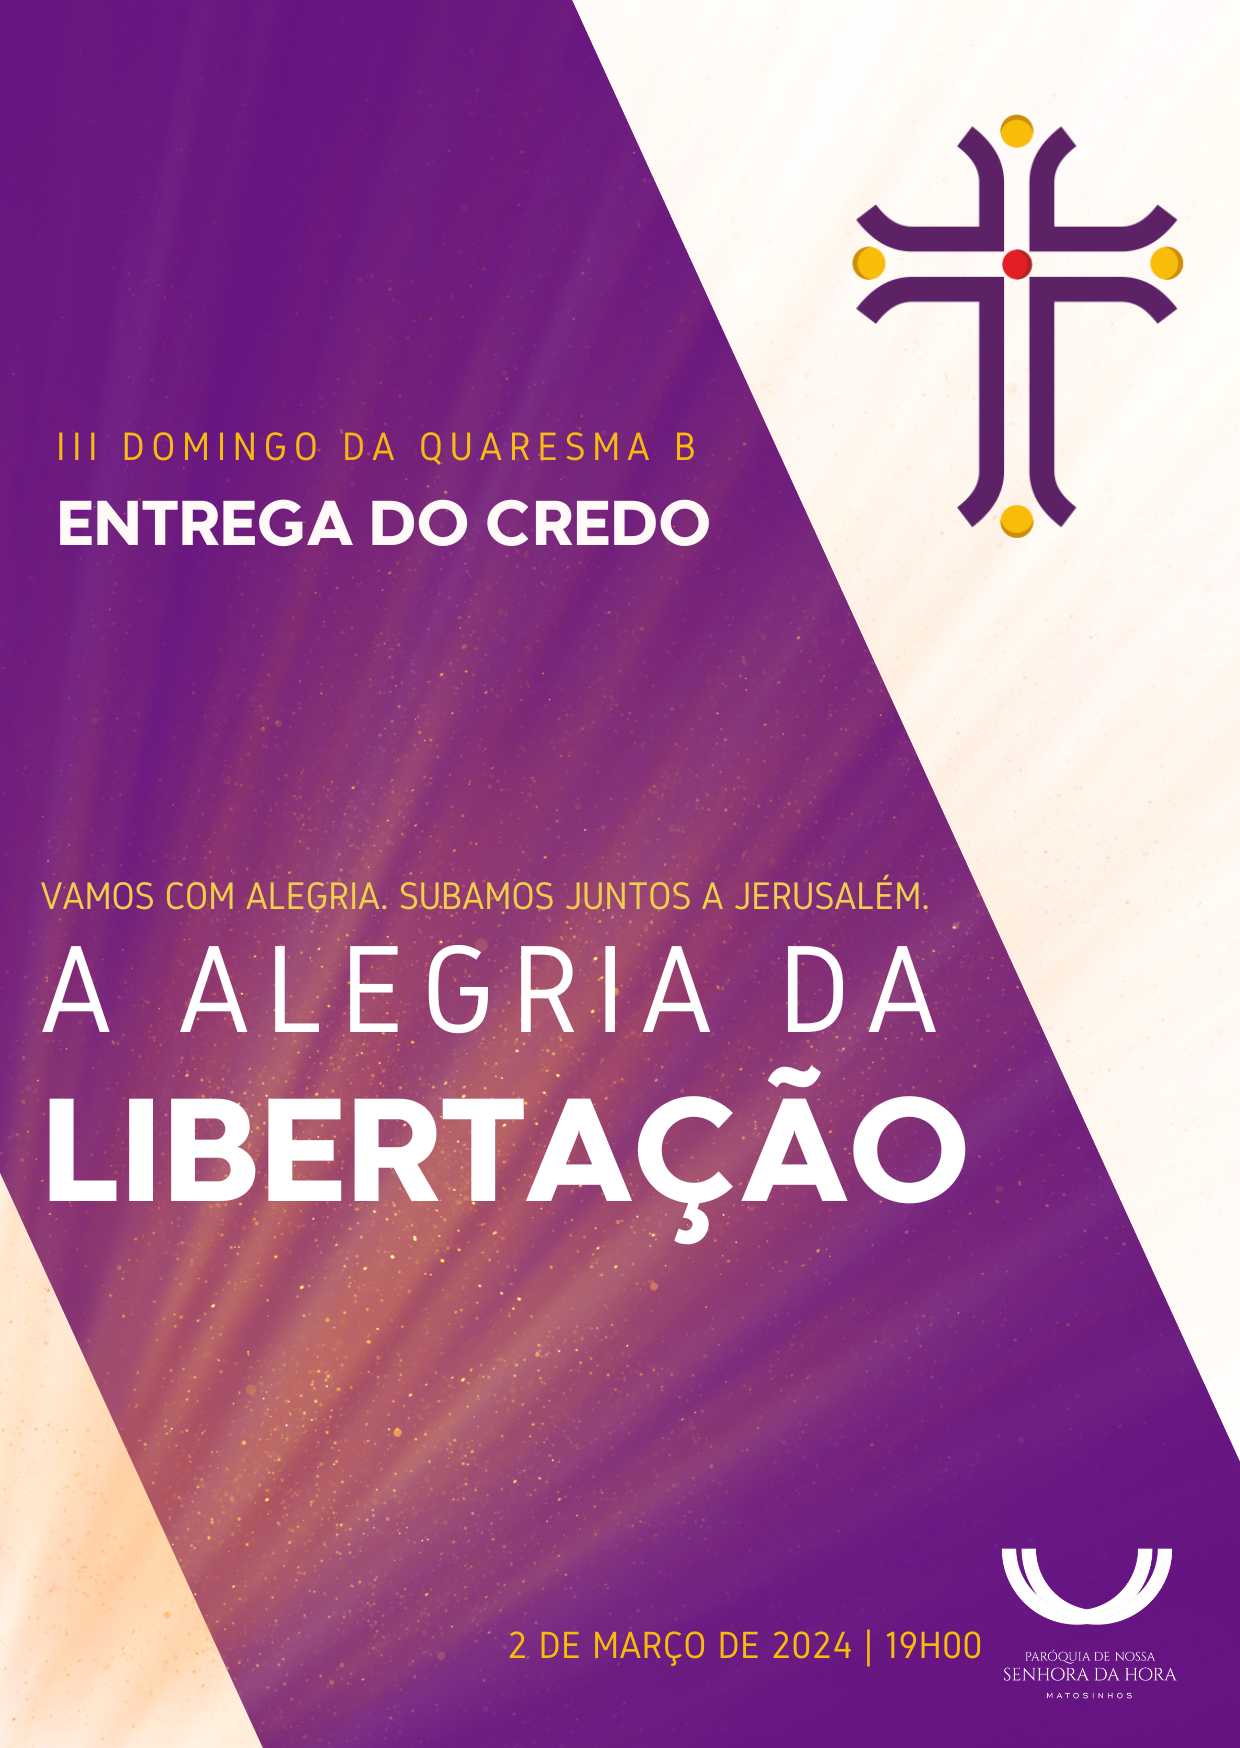 III DOMINGO DA QUARESMA B
ENTREGA DO CREDO
VAMOS COM ALEGRIA. SUBAMOS JUNTOS A JERUSALÉM.
A ALEGRIA DA
LIBERTAÇÃO
2 DE MARÇO DE 2024 | 19H00
PARÓQUIA DE NOSSA
SENHORA DA HORA
MATOSINHOS